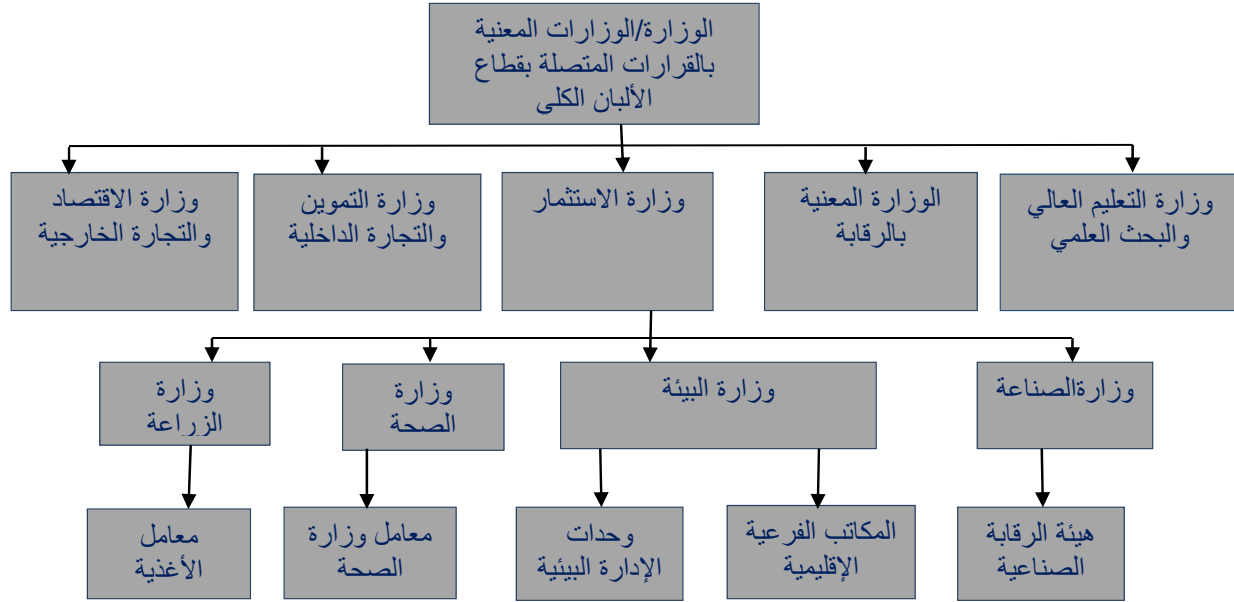 الوزارة/الوزارات المعنية
بالقرارات المتصلة بقطاع
الألبان الكلى
وزارة التعليم العالي
والبحث العلمي
الوزارة المعنية
بالرقابة
وزارة الاستثمار
وزارة التموين
والتجارة الداخلية
وزارة الاقتصاد
والتجارة الخارجية
وزارةالصناعة
وزارة البيئة
وزارة
الصحة
وزارة
الزراعة
هيئة الرقابة
الصناعية
المكاتب الفرعية
الإقليمية
وحدات
الإدارة البيئية
معامل وزارة
الصحة
معامل
الأغذية